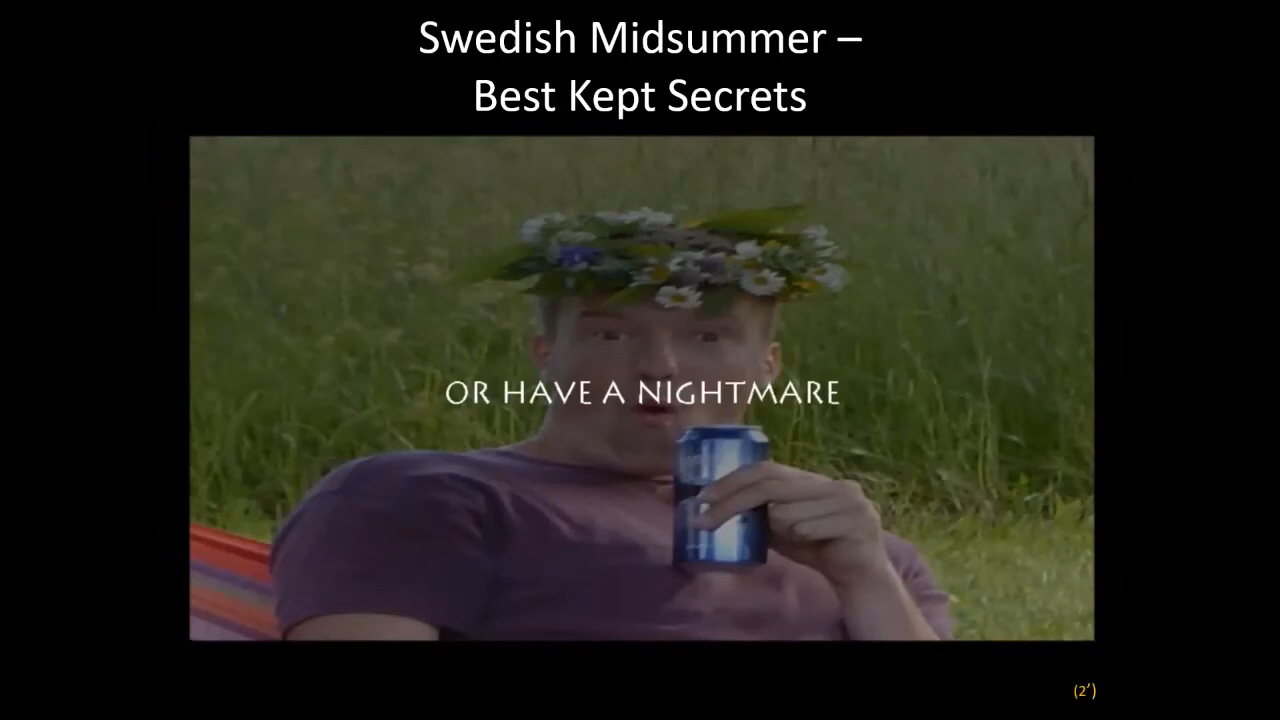 Swedish Midsummer –
Best Kept Secrets
OR HAVE A NIGHTMARE
(2’)